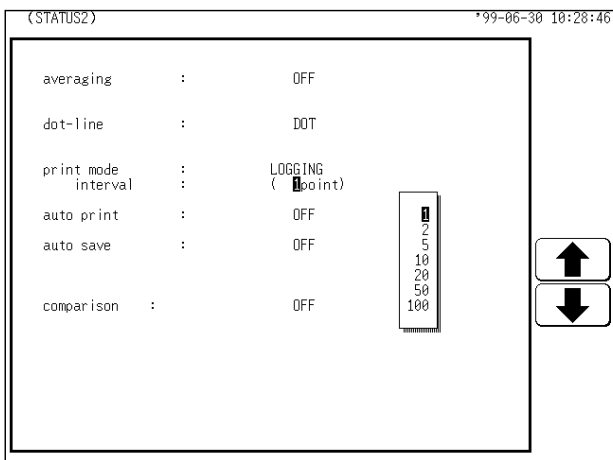 (STATUS2) '99-06-30 10:28:46
averaging : OFF
dot-line : DOT
print mode : LOGGING
interval : ( 1point)
auto print : OFF
auto save : OFF
comparison : OFF
1
2
5
10
20
50
100